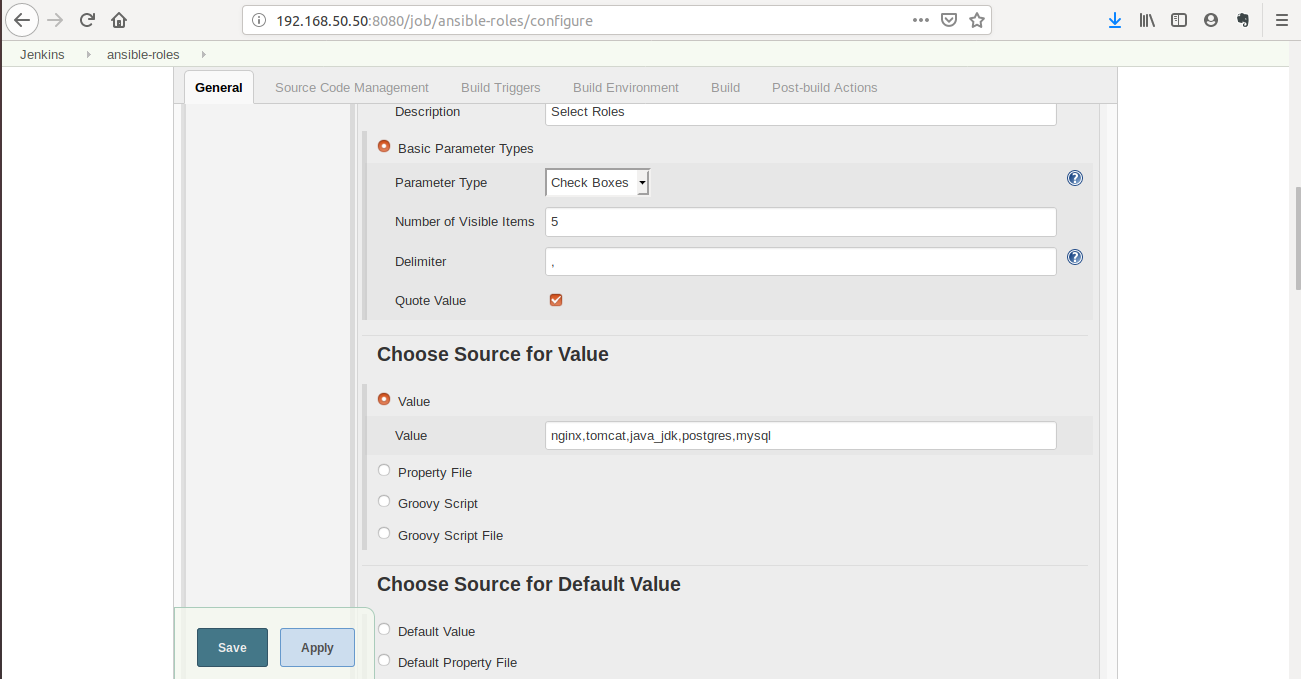 192.168.50.50:8080/job/ansible-roles/configure
Jenkins ansible-roles
General Source Code Management Build Triggers Build Environment Build Post-build Actions
Description Select Roles
Basic Parameter Types
Parameter Type Check Boxes
Number of Visible Items 5
Delimiter ,
Quote Value
Choose Source for Value
Value
Value nginx,tomcat,java_jdk,postgres,mysql
Property File
Groovy Script
Groovy Script File
Choose Source for Default Value
Default Value
Save Apply
Default Property File